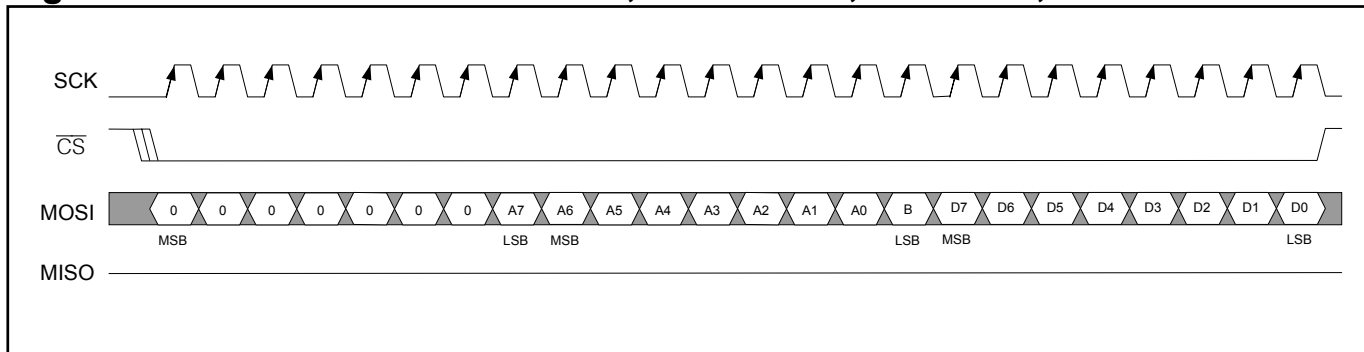 SCK
CS
MOSI 0 0 0 0 0 0 0 A7 A6 A5 A4 A3 A2 A1 A0 B D7 D6 D5 D4 D3 D2 D1 D0
MSB LSB MSB LSB MSB LSB
MISO